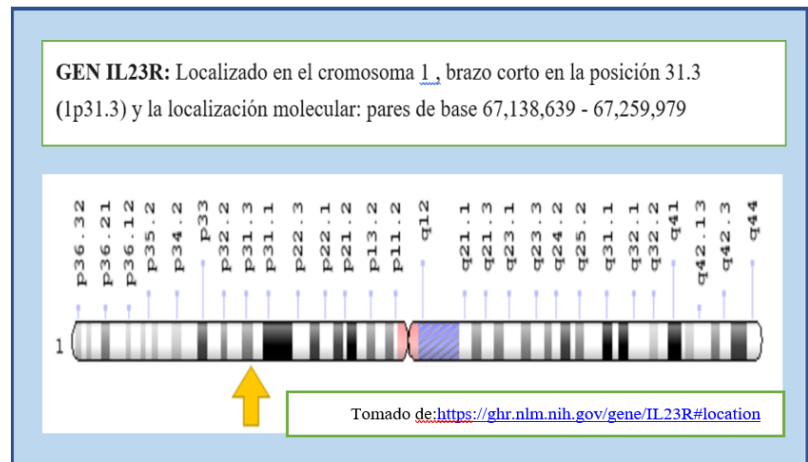 GEN IL23R: Localizado en el cromosoma 1 , brazo corto en la posición 31.3
(1p31.3) y la localización molecular: pares de base 67,138,639 - 67,259,979
p36.32 p36.21 p36.12 p35.2 p34.2 p33 p32.2 p31.3 p31.1 p22.3 p22.1 p21.2 p13.2 p11.2 q12 q21.1 q21.3 q23.1 q23.3 q24.2 q25.2 q31.1 q32.1 q32.2 q41 q42.13 q42.3 q44
1
Tomado de:https://ghr.nlm.nih.gov/gene/IL23R#location